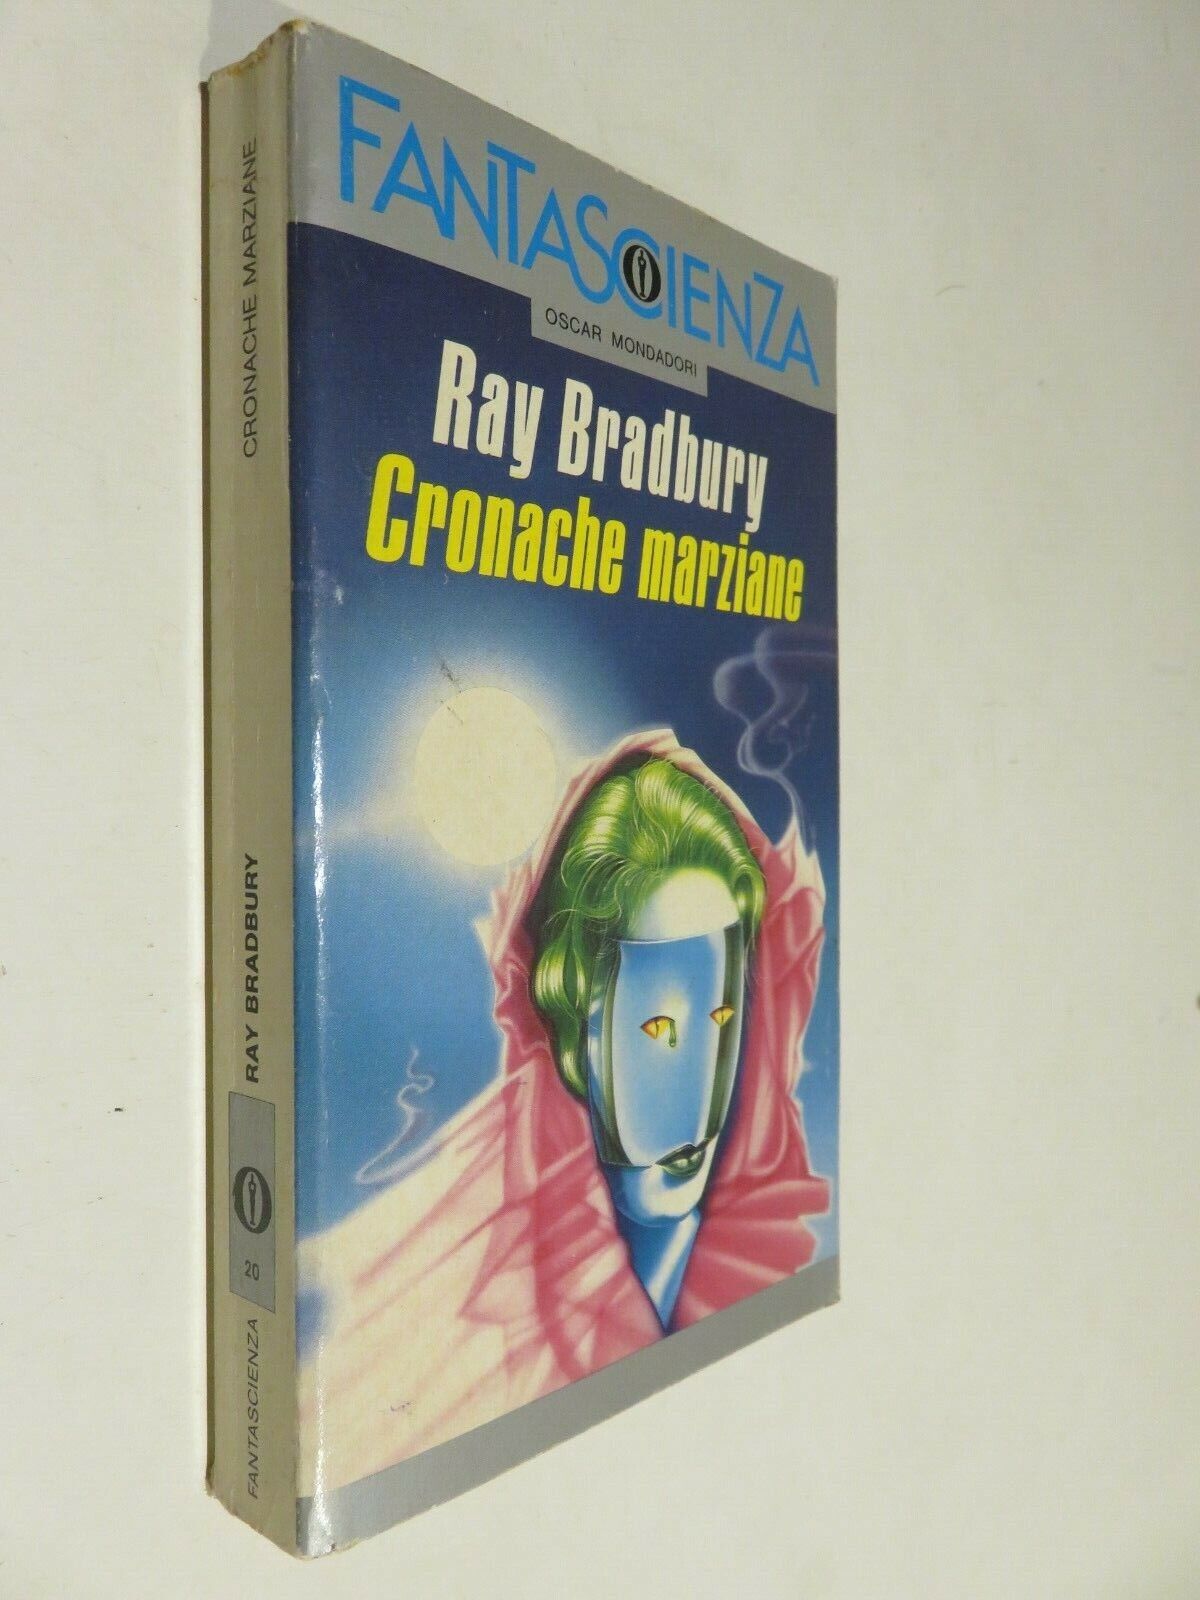 FANTASCIENZA
OSCAR MONDADORI
Ray Bradbury
Cronache marziane
CRONACHE MARZIANE
RAY BRADBURY
20
FANTASCIENZA